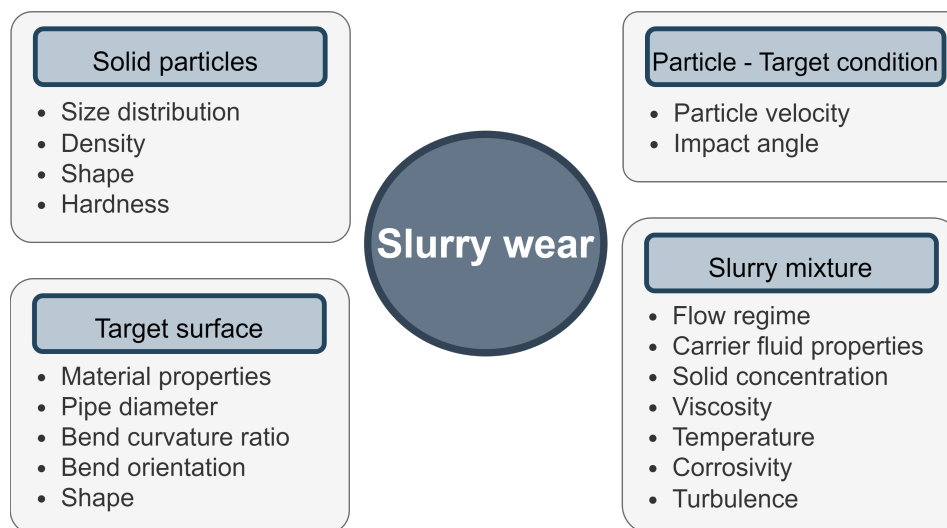 Solid particles
• Size distribution
• Density
• Shape
• Hardness
Particle - Target condition
• Particle velocity
• Impact angle
Slurry wear
Target surface
• Material properties
• Pipe diameter
• Bend curvature ratio
• Bend orientation
• Shape
Slurry mixture
• Flow regime
• Carrier fluid properties
• Solid concentration
• Viscosity
• Temperature
• Corrosivity
• Turbulence